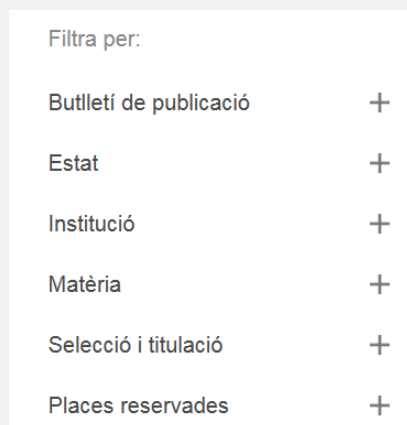 Filtra per:
Butlletí de publicació
Estat
Institució
Matèria
Selecció i titulació
Places reservades